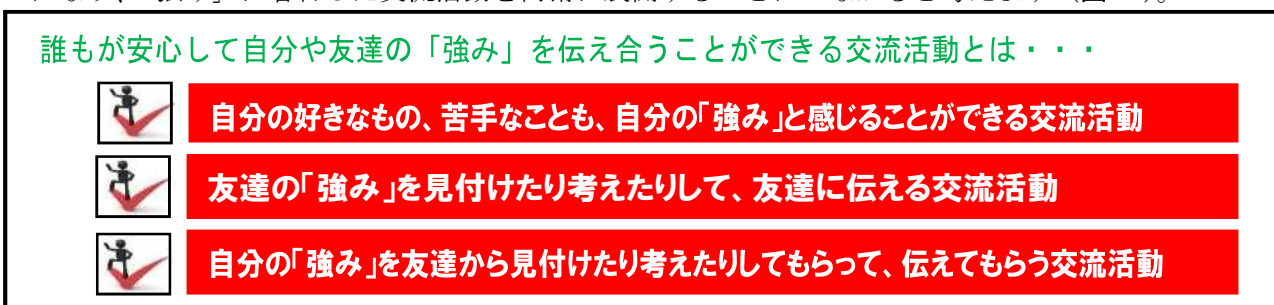 誰もが安心して自分や友達の「強み」を伝え合うことができる交流活動とは・・・
自分の好きなもの、苦手なことも、自分の「強み」と感じることができる交流活動
友達の「強み」を見付けたり考えたりして、友達に伝える交流活動
自分の「強み」を友達から見付けたり考えたりしてもらって、伝えてもらう交流活動